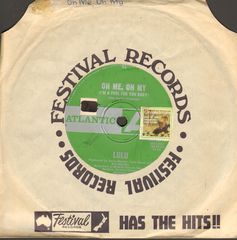 Oh Me, Oh My
FESTIVAL RECORDS
OH ME, OH MY
(I'M A FOOL FOR YOU BABY)
ATLANTIC
LULU
FESTIVAL RECORDS
Festival
RECORDS
HAS THE HITS!!